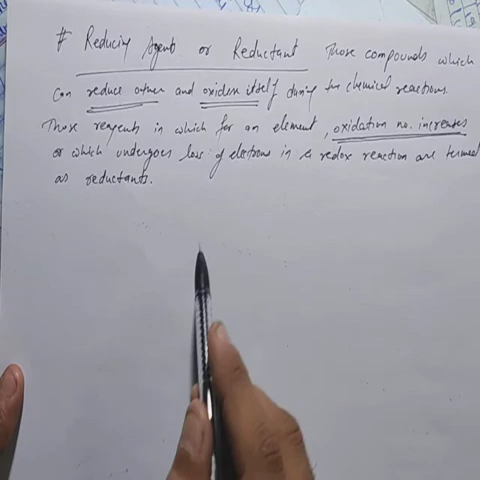 # Reducing Agent or Reductant Those compounds which
can reduce other and oxidise itself during the chemical reactions.
Those reagents in which for an element, oxidation no. increases
or which undergoes loss of electrons in a redox reaction are termed
as reductants.